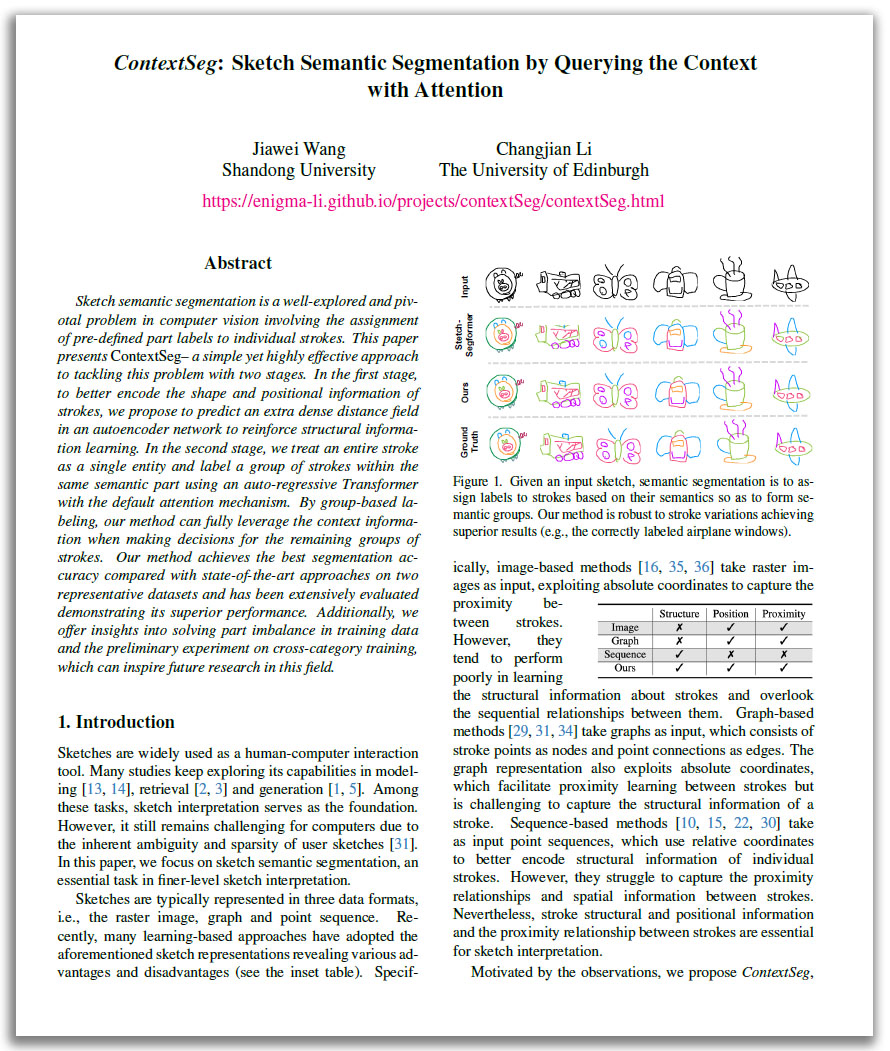 ContextSeg: Sketch Semantic Segmentation by Querying the Context
with Attention
Jiawei Wang
Shandong University
Changjian Li
The University of Edinburgh
https://enigma-li.github.io/projects/contextSeg/contextSeg.html
Abstract
Sketch semantic segmentation is a well-explored and piv-
otal problem in computer vision involving the assignment
of pre-defined part labels to individual strokes. This paper
presents ContextSeg– a simple yet highly effective approach
to tackling this problem with two stages. In the first stage,
to better encode the shape and positional information of
strokes, we propose to predict an extra dense distance field
in an autoencoder network to reinforce structural informa-
tion learning. In the second stage, we treat an entire stroke
as a single entity and label a group of strokes within the
same semantic part using an auto-regressive Transformer
with the default attention mechanism. By group-based la-
beling, our method can fully leverage the context informa-
tion when making decisions for the remaining groups of
strokes. Our method achieves the best segmentation ac-
curacy compared with state-of-the-art approaches on two
representative datasets and has been extensively evaluated
demonstrating its superior performance. Additionally, we
offer insights into solving part imbalance in training data
and the preliminary experiment on cross-category training,
which can inspire future research in this field.
1. Introduction
Sketches are widely used as a human-computer interaction
tool. Many studies keep exploring its capabilities in model-
ing [13, 14], retrieval [2, 3] and generation [1, 5]. Among
these tasks, sketch interpretation serves as the foundation.
However, it still remains challenging for computers due to
the inherent ambiguity and sparsity of user sketches [31].
In this paper, we focus on sketch semantic segmentation, an
essential task in finer-level sketch interpretation.
Sketches are typically represented in three data formats,
i.e., the raster image, graph and point sequence. Re-
cently, many learning-based approaches have adopted the
aforementioned sketch representations revealing various ad-
vantages and disadvantages (see the inset table). Specif-
Input
Stetch-
Segformer
Ours
Ground
Truth
Figure 1. Given an input sketch, semantic segmentation is to as-
sign labels to strokes based on their semantics so as to form se-
mantic groups. Our method is robust to stroke variations achieving
superior results (e.g., the correctly labeled airplane windows).
ically, image-based methods [16, 35, 36] take raster im-
ages as input, exploiting absolute coordinates to capture the
proximity be-
tween strokes.
However, they
tend to perform
poorly in learning
Structure Position Proximity
Image ✗ ✓ ✓
Graph ✗ ✓ ✓
Sequence ✓ ✗ ✗
Ours ✓ ✓ ✓
the structural information about strokes and overlook
the sequential relationships between them. Graph-based
methods [29, 31, 34] take graphs as input, which consists of
stroke points as nodes and point connections as edges. The
graph representation also exploits absolute coordinates,
which facilitate proximity learning between strokes but
is challenging to capture the structural information of a
stroke. Sequence-based methods [10, 15, 22, 30] take
as input point sequences, which use relative coordinates
to better encode structural information of individual
strokes. However, they struggle to capture the proximity
relationships and spatial information between strokes.
Nevertheless, stroke structural and positional information
and the proximity relationship between strokes are essential
for sketch interpretation.
Motivated by the observations, we propose ContextSeg,